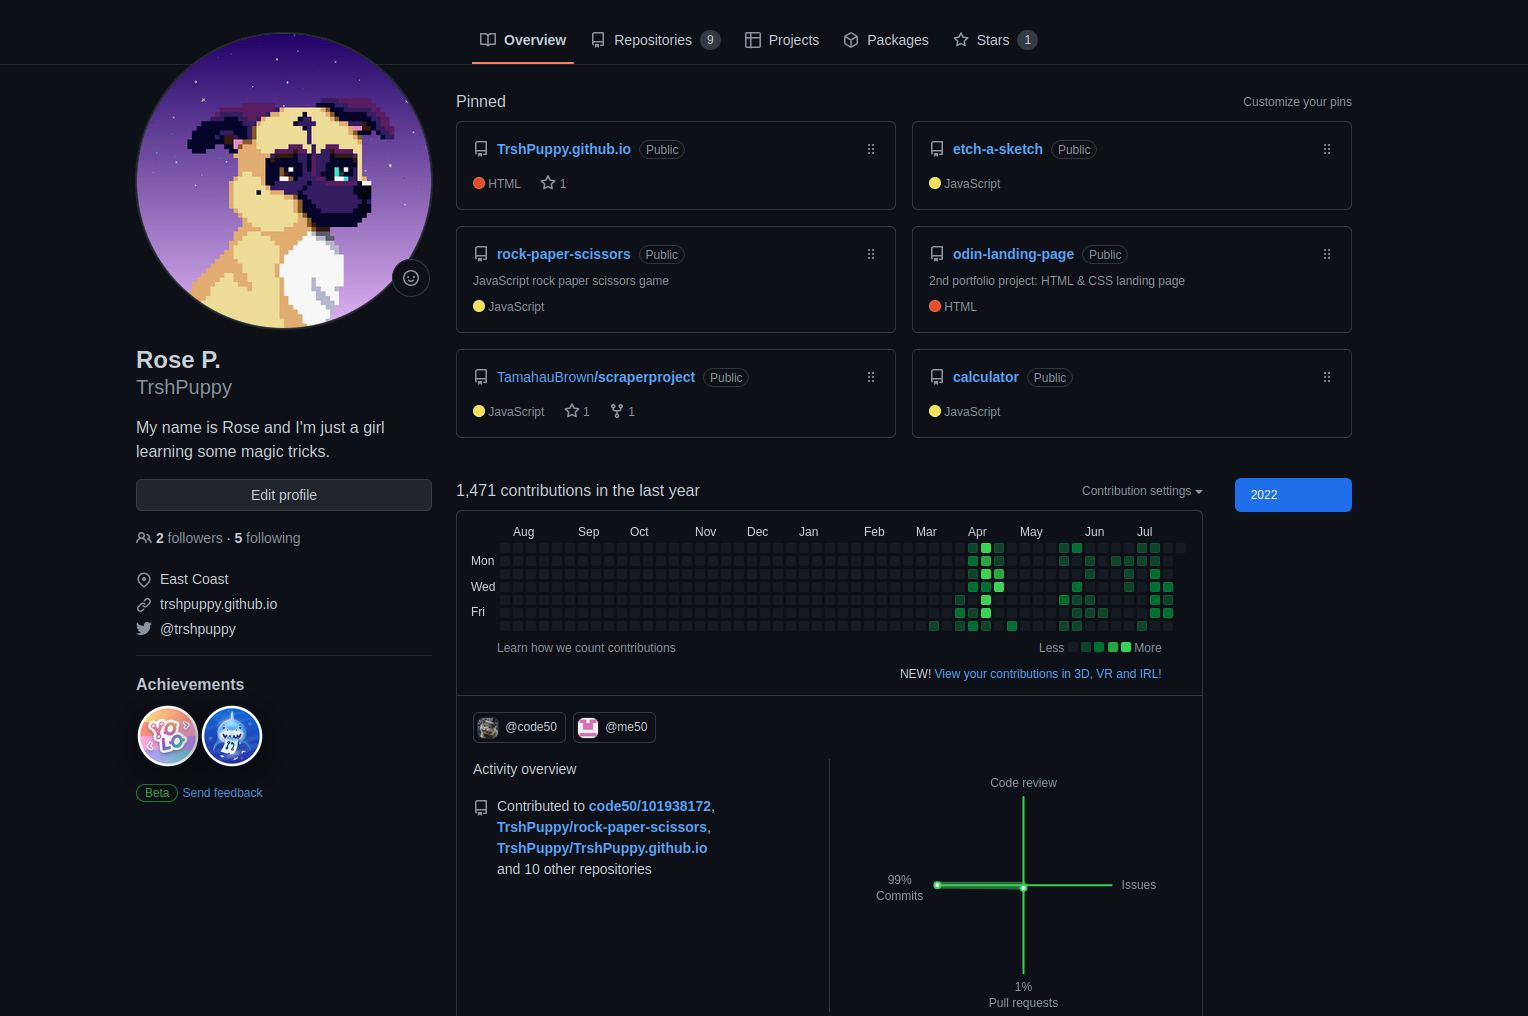 Overview Repositories 9 Projects Packages Stars 1
Rose P.
TrshPuppy
My name is Rose and I'm just a girl
learning some magic tricks.
Edit profile
2 followers · 5 following
East Coast
trshpuppy.github.io
@trshpuppy
Achievements
YOLO
Beta Send feedback
Pinned
Customize your pins
TrshPuppy.github.io Public
HTML 1
etch-a-sketch Public
JavaScript
rock-paper-scissors Public
JavaScript rock paper scissors game
JavaScript
odin-landing-page Public
2nd portfolio project: HTML & CSS landing page
HTML
TamahauBrown/scraperproject Public
JavaScript 1 1
calculator Public
JavaScript
1,471 contributions in the last year
Contribution settings
2022
Aug Sep Oct Nov Dec Jan Feb Mar Apr May Jun Jul
Mon
Wed
Fri
Learn how we count contributions
Less More
NEW! View your contributions in 3D, VR and IRL!
@code50 @me50
Activity overview
Contributed to code50/101938172,
TrshPuppy/rock-paper-scissors,
TrshPuppy/TrshPuppy.github.io
and 10 other repositories
Code review
99%
Commits
Issues
1%
Pull requests